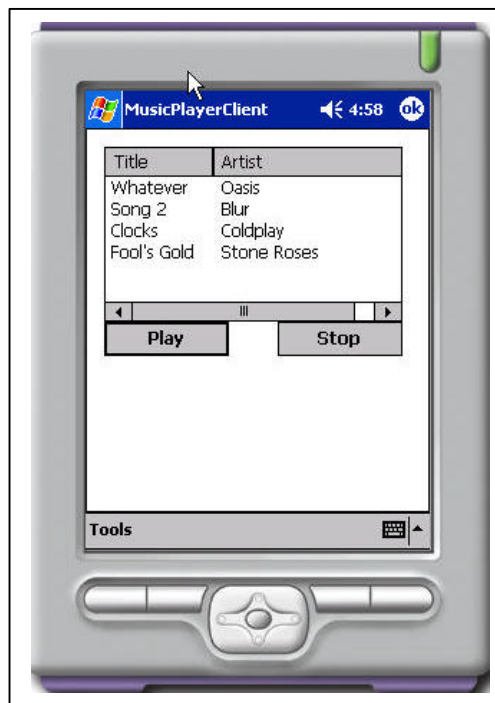 MusicPlayerClient 4:58 ok
Title Artist
Whatever Oasis
Song 2 Blur
Clocks Coldplay
Fool's Gold Stone Roses
Play Stop
Tools